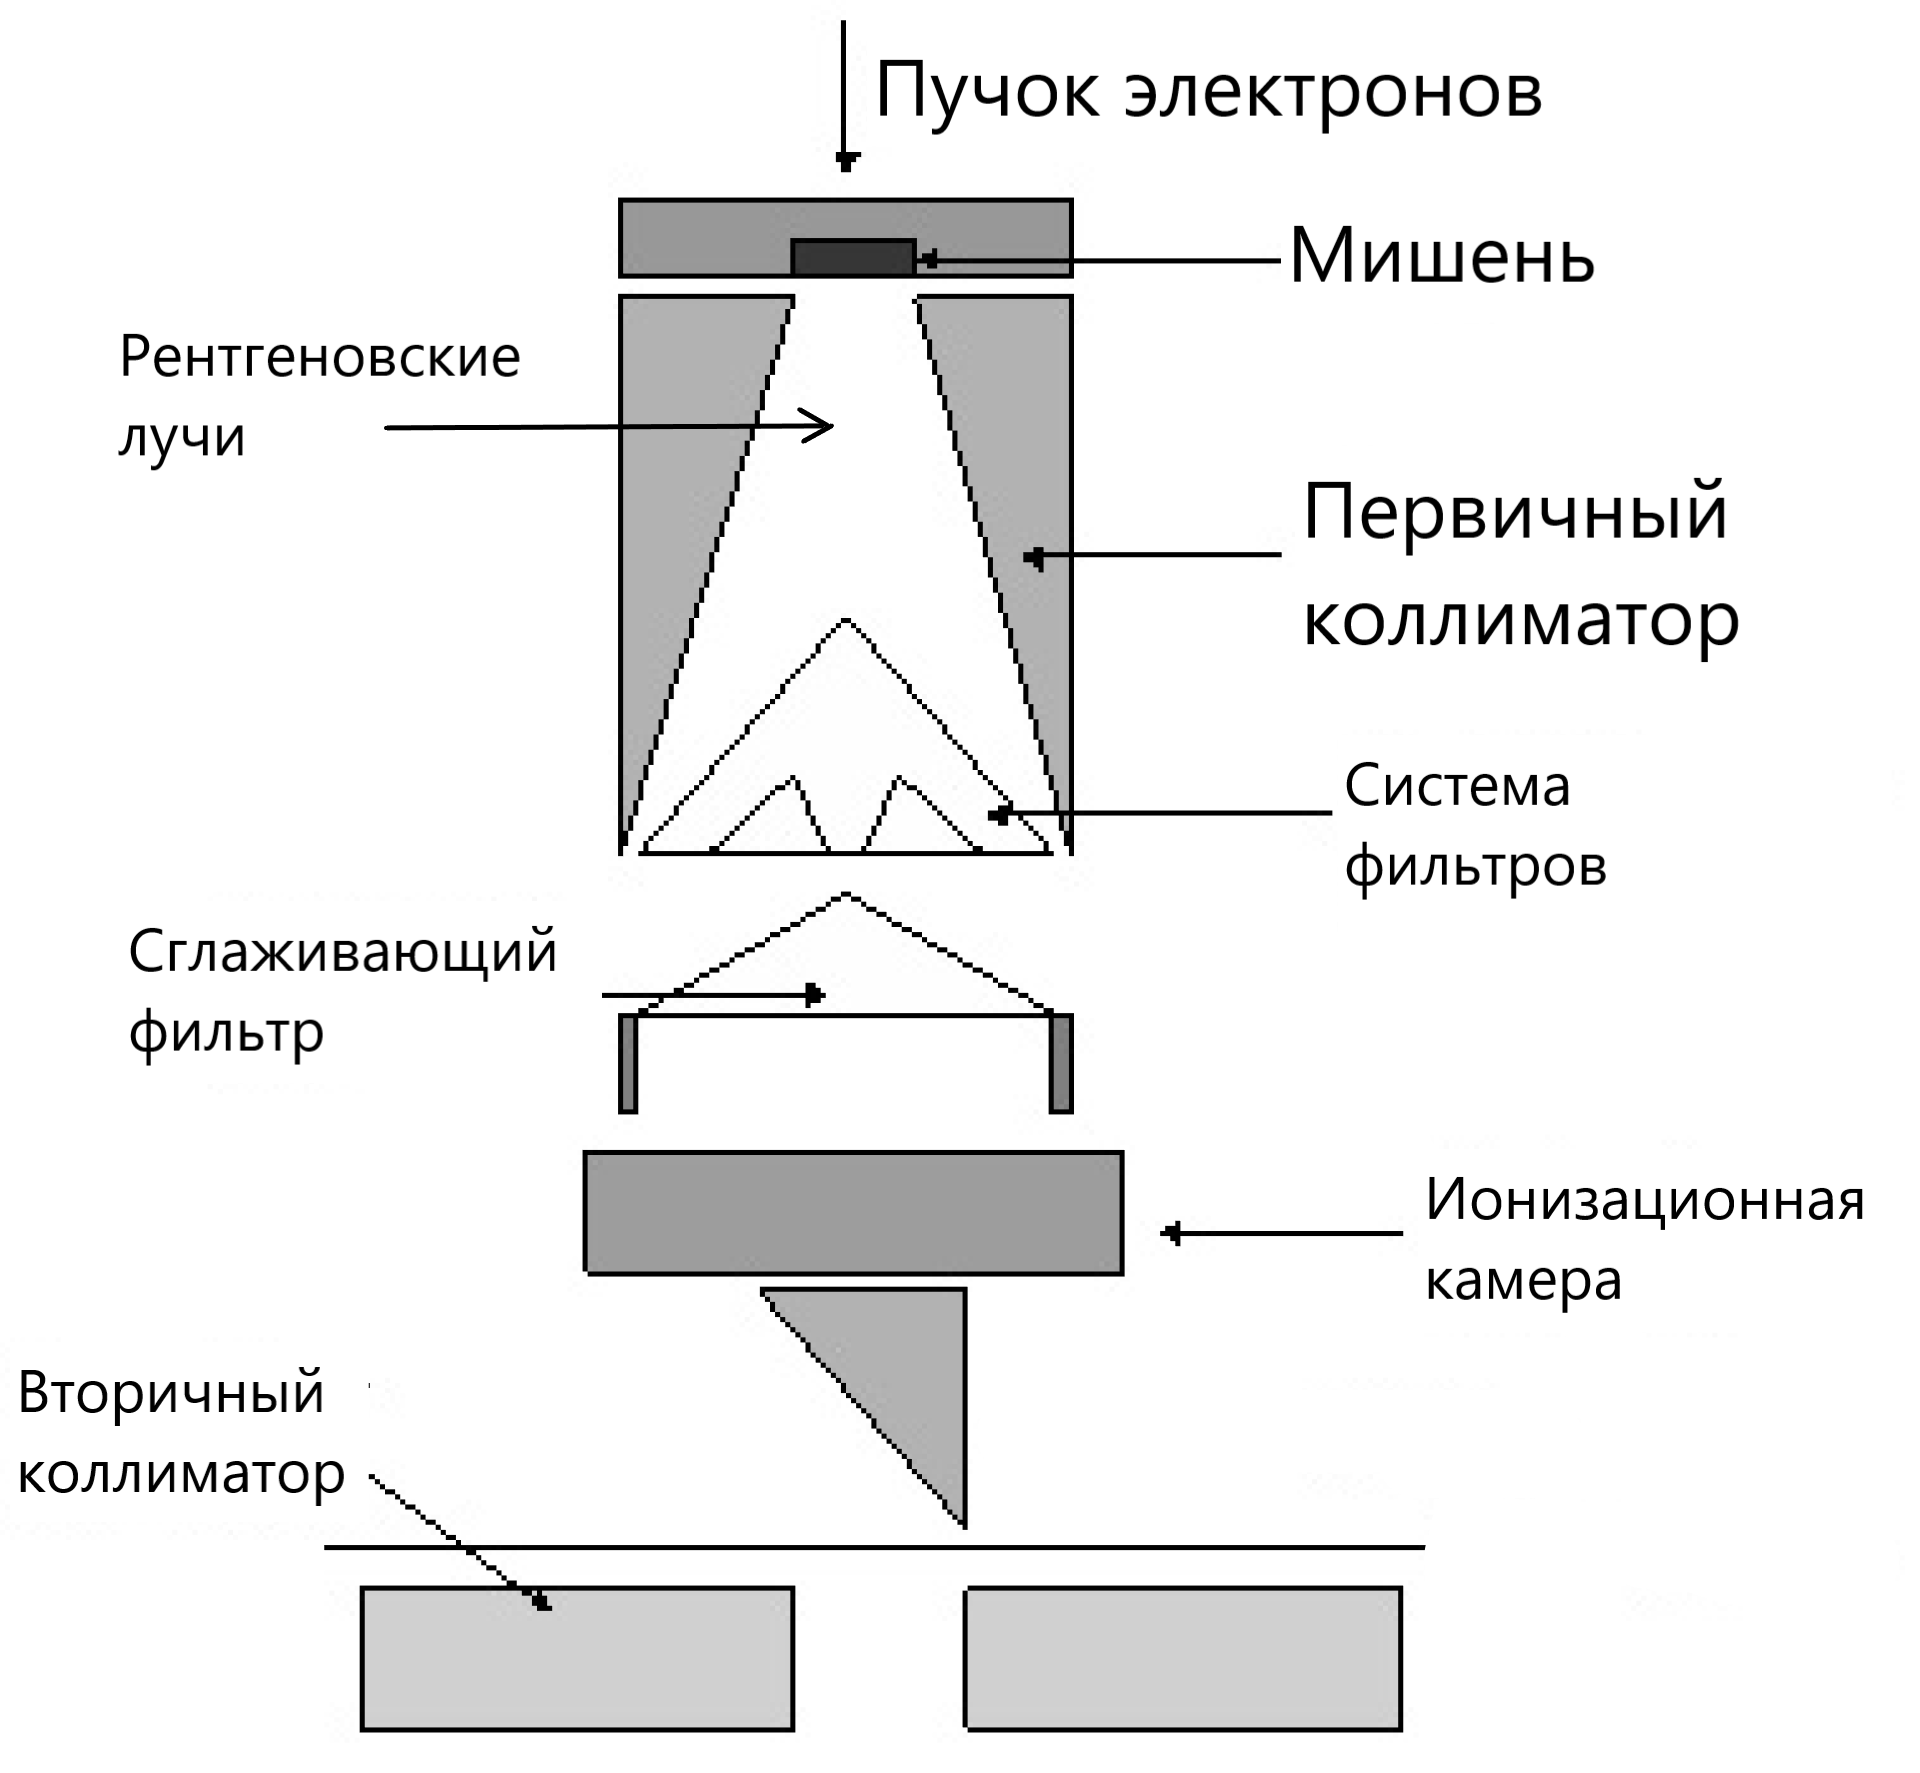 Пучок электронов
Мишень
Рентгеновские
лучи
Первичный
коллиматор
Система
фильтров
Сглаживающий
фильтр
Ионизационная
камера
Вторичный
коллиматор